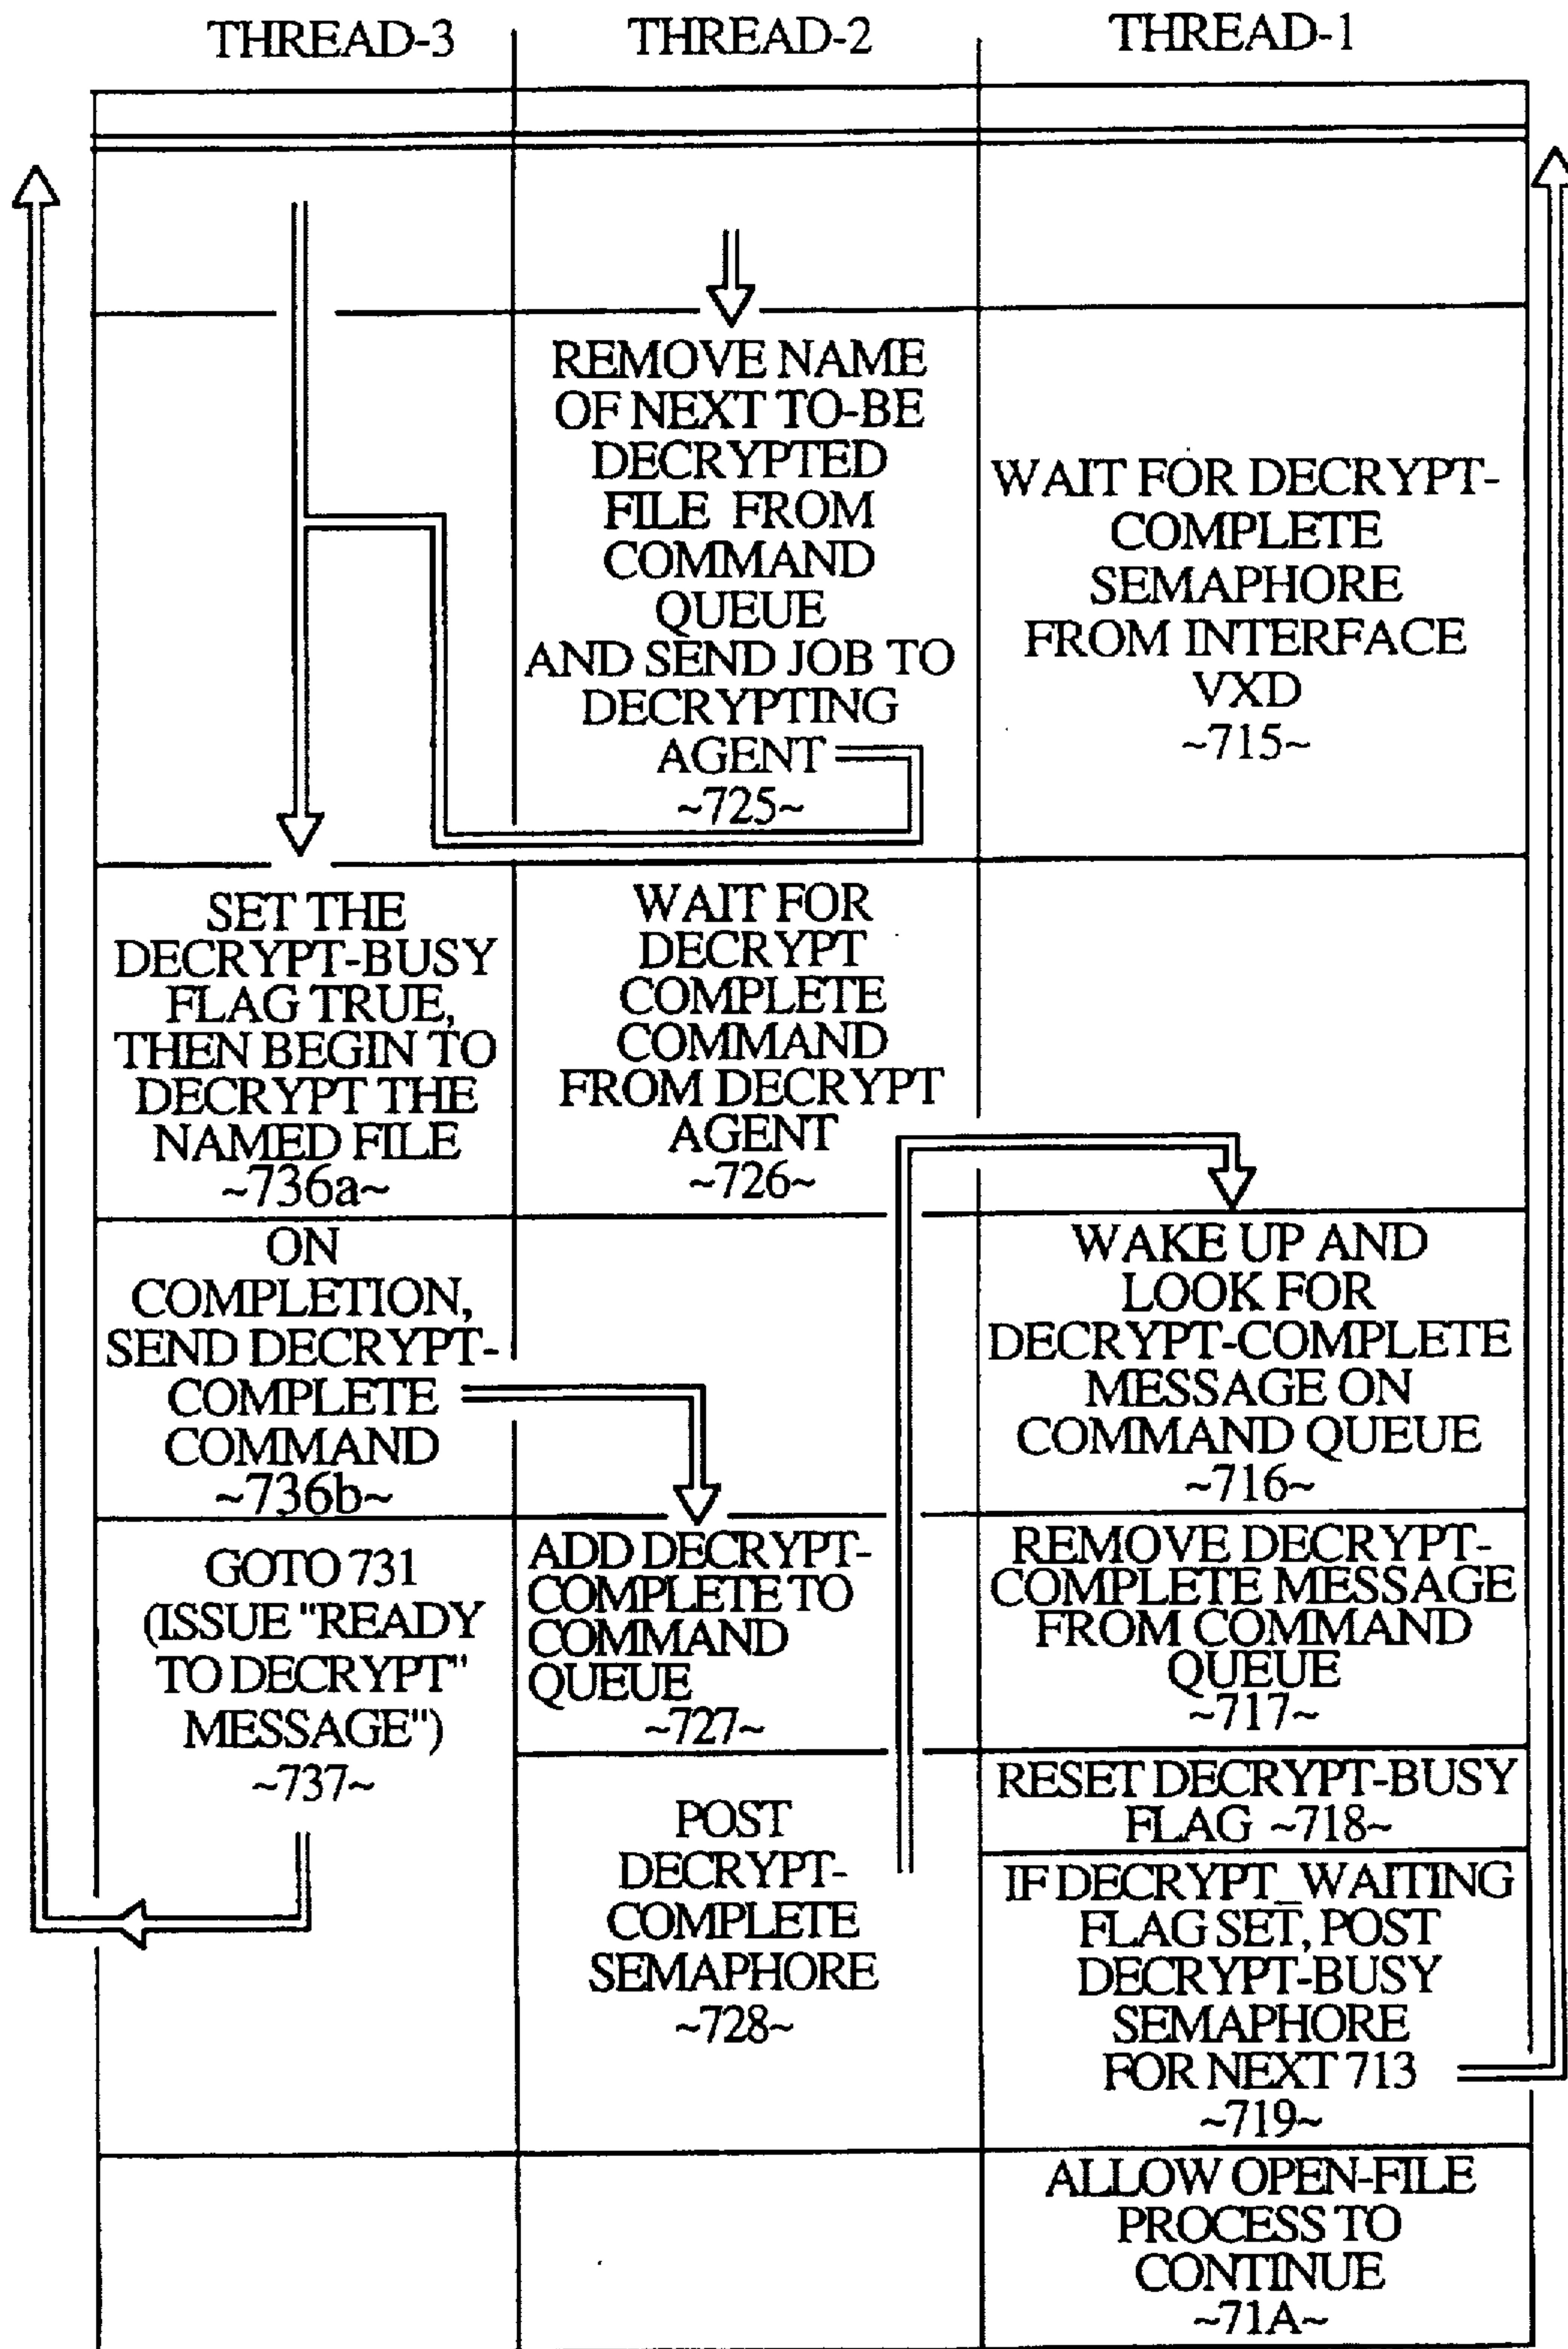 THREAD-3
THREAD-2
THREAD-1
REMOVE NAME
OF NEXT TO-BE
DECRYPTED
FILE FROM
COMMAND
QUEUE
AND SEND JOB TO
DECRYPTING
AGENT
~725~
WAIT FOR DECRYPT-
COMPLETE
SEMAPHORE
FROM INTERFACE
VXD
~715~
SET THE
DECRYPT-BUSY
FLAG TRUE,
THEN BEGIN TO
DECRYPT THE
NAMED FILE
~736a~
WAIT FOR
DECRYPT
COMPLETE
COMMAND
FROM DECRYPT
AGENT
~726~
ON
COMPLETION,
SEND DECRYPT-
COMPLETE
COMMAND
~736b~
WAKE UP AND
LOOK FOR
DECRYPT-COMPLETE
MESSAGE ON
COMMAND QUEUE
~716~
GOTO 731
(ISSUE "READY
TO DECRYPT"
MESSAGE")
~737~
ADD DECRYPT-
COMPLETE TO
COMMAND
QUEUE
~727~
REMOVE DECRYPT-
COMPLETE MESSAGE
FROM COMMAND
QUEUE
~717~
POST
DECRYPT-
COMPLETE
SEMAPHORE
~728~
RESET DECRYPT-BUSY
FLAG ~718~
IF DECRYPT_WAITING
FLAG SET, POST
DECRYPT-BUSY
SEMAPHORE
FOR NEXT 713
~719~
ALLOW OPEN-FILE
PROCESS TO
CONTINUE
~71A~